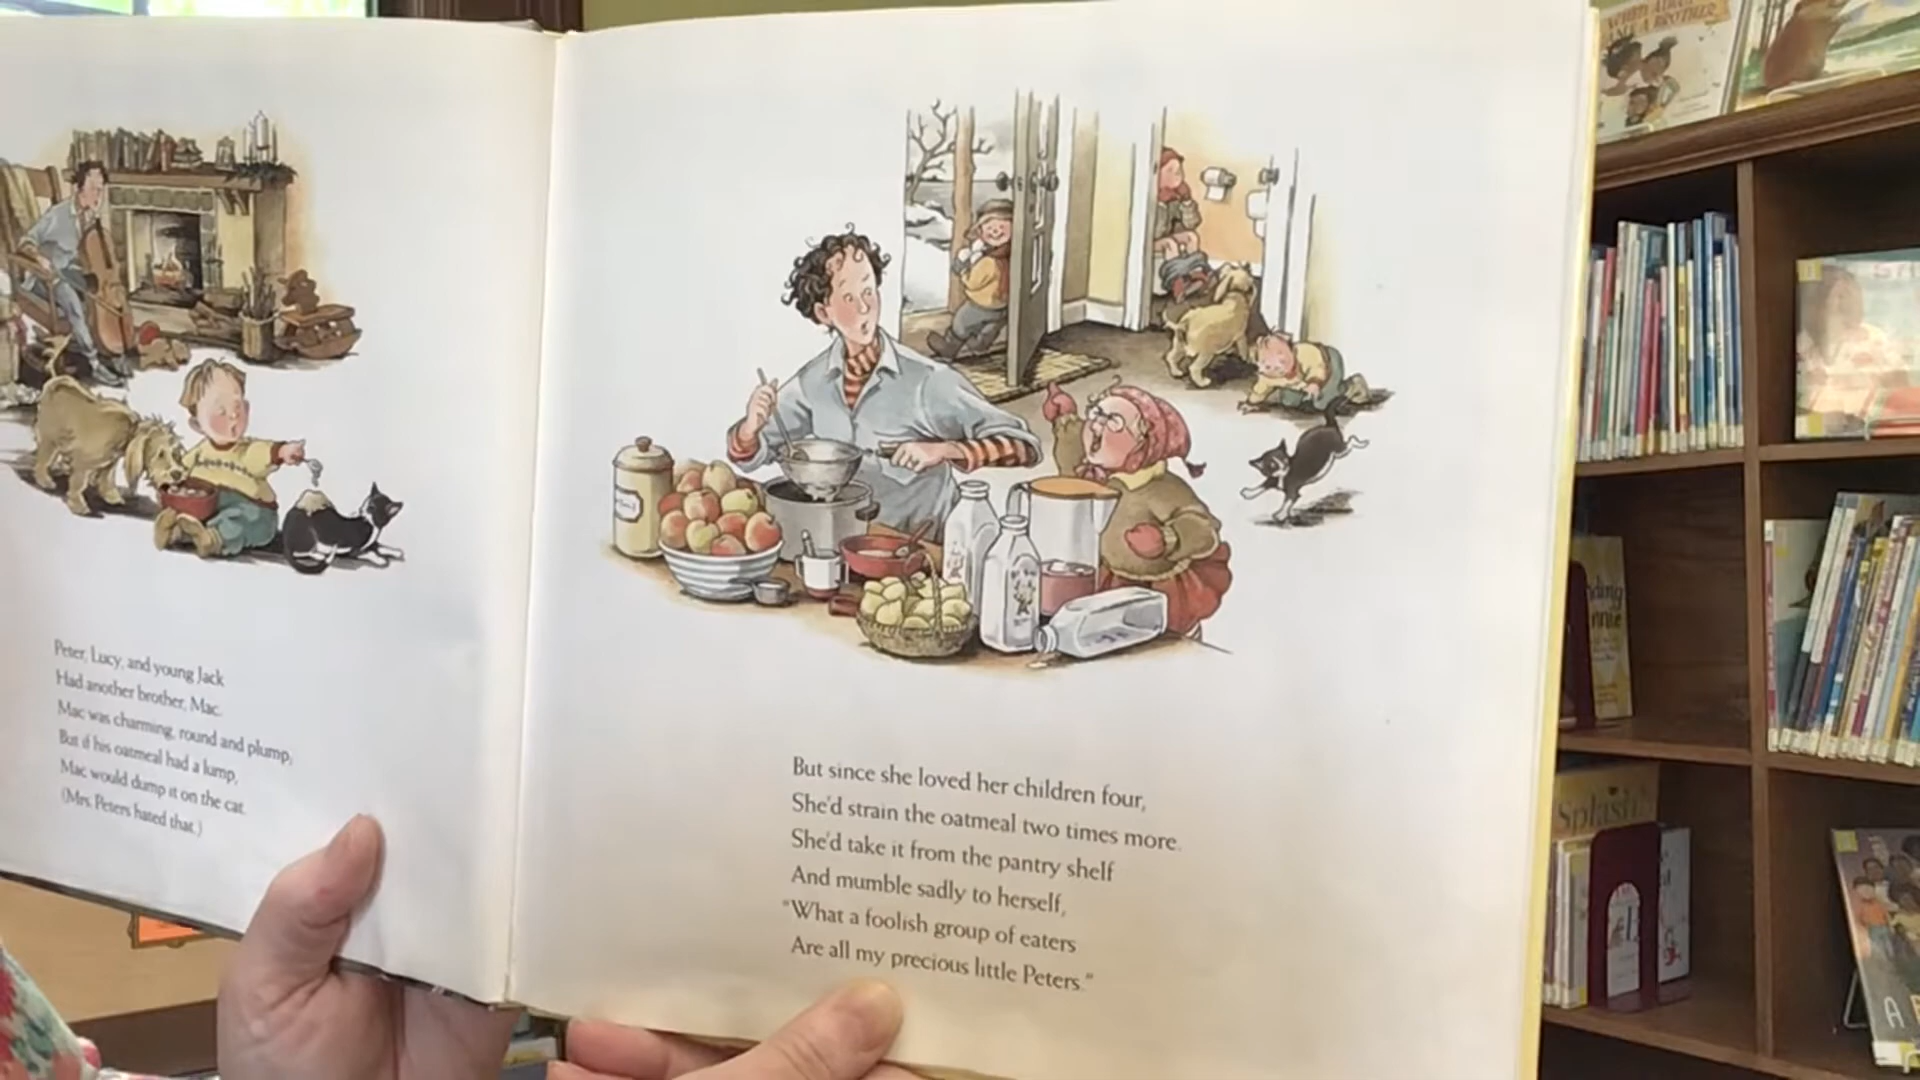 Peter, Lucy, and young Jack
Had another brother, Mac.
Mac was charming, round and plump,
But if his oatmeal had a lump,
Mac would dump it on the cat.
(Mrs. Peters hated that.)
But since she loved her children four,
She'd strain the oatmeal two times more.
She'd take it from the pantry shelf
And mumble sadly to herself,
"What a foolish group of eaters
Are all my precious little Peters."
A BROTHER
Splash!
A